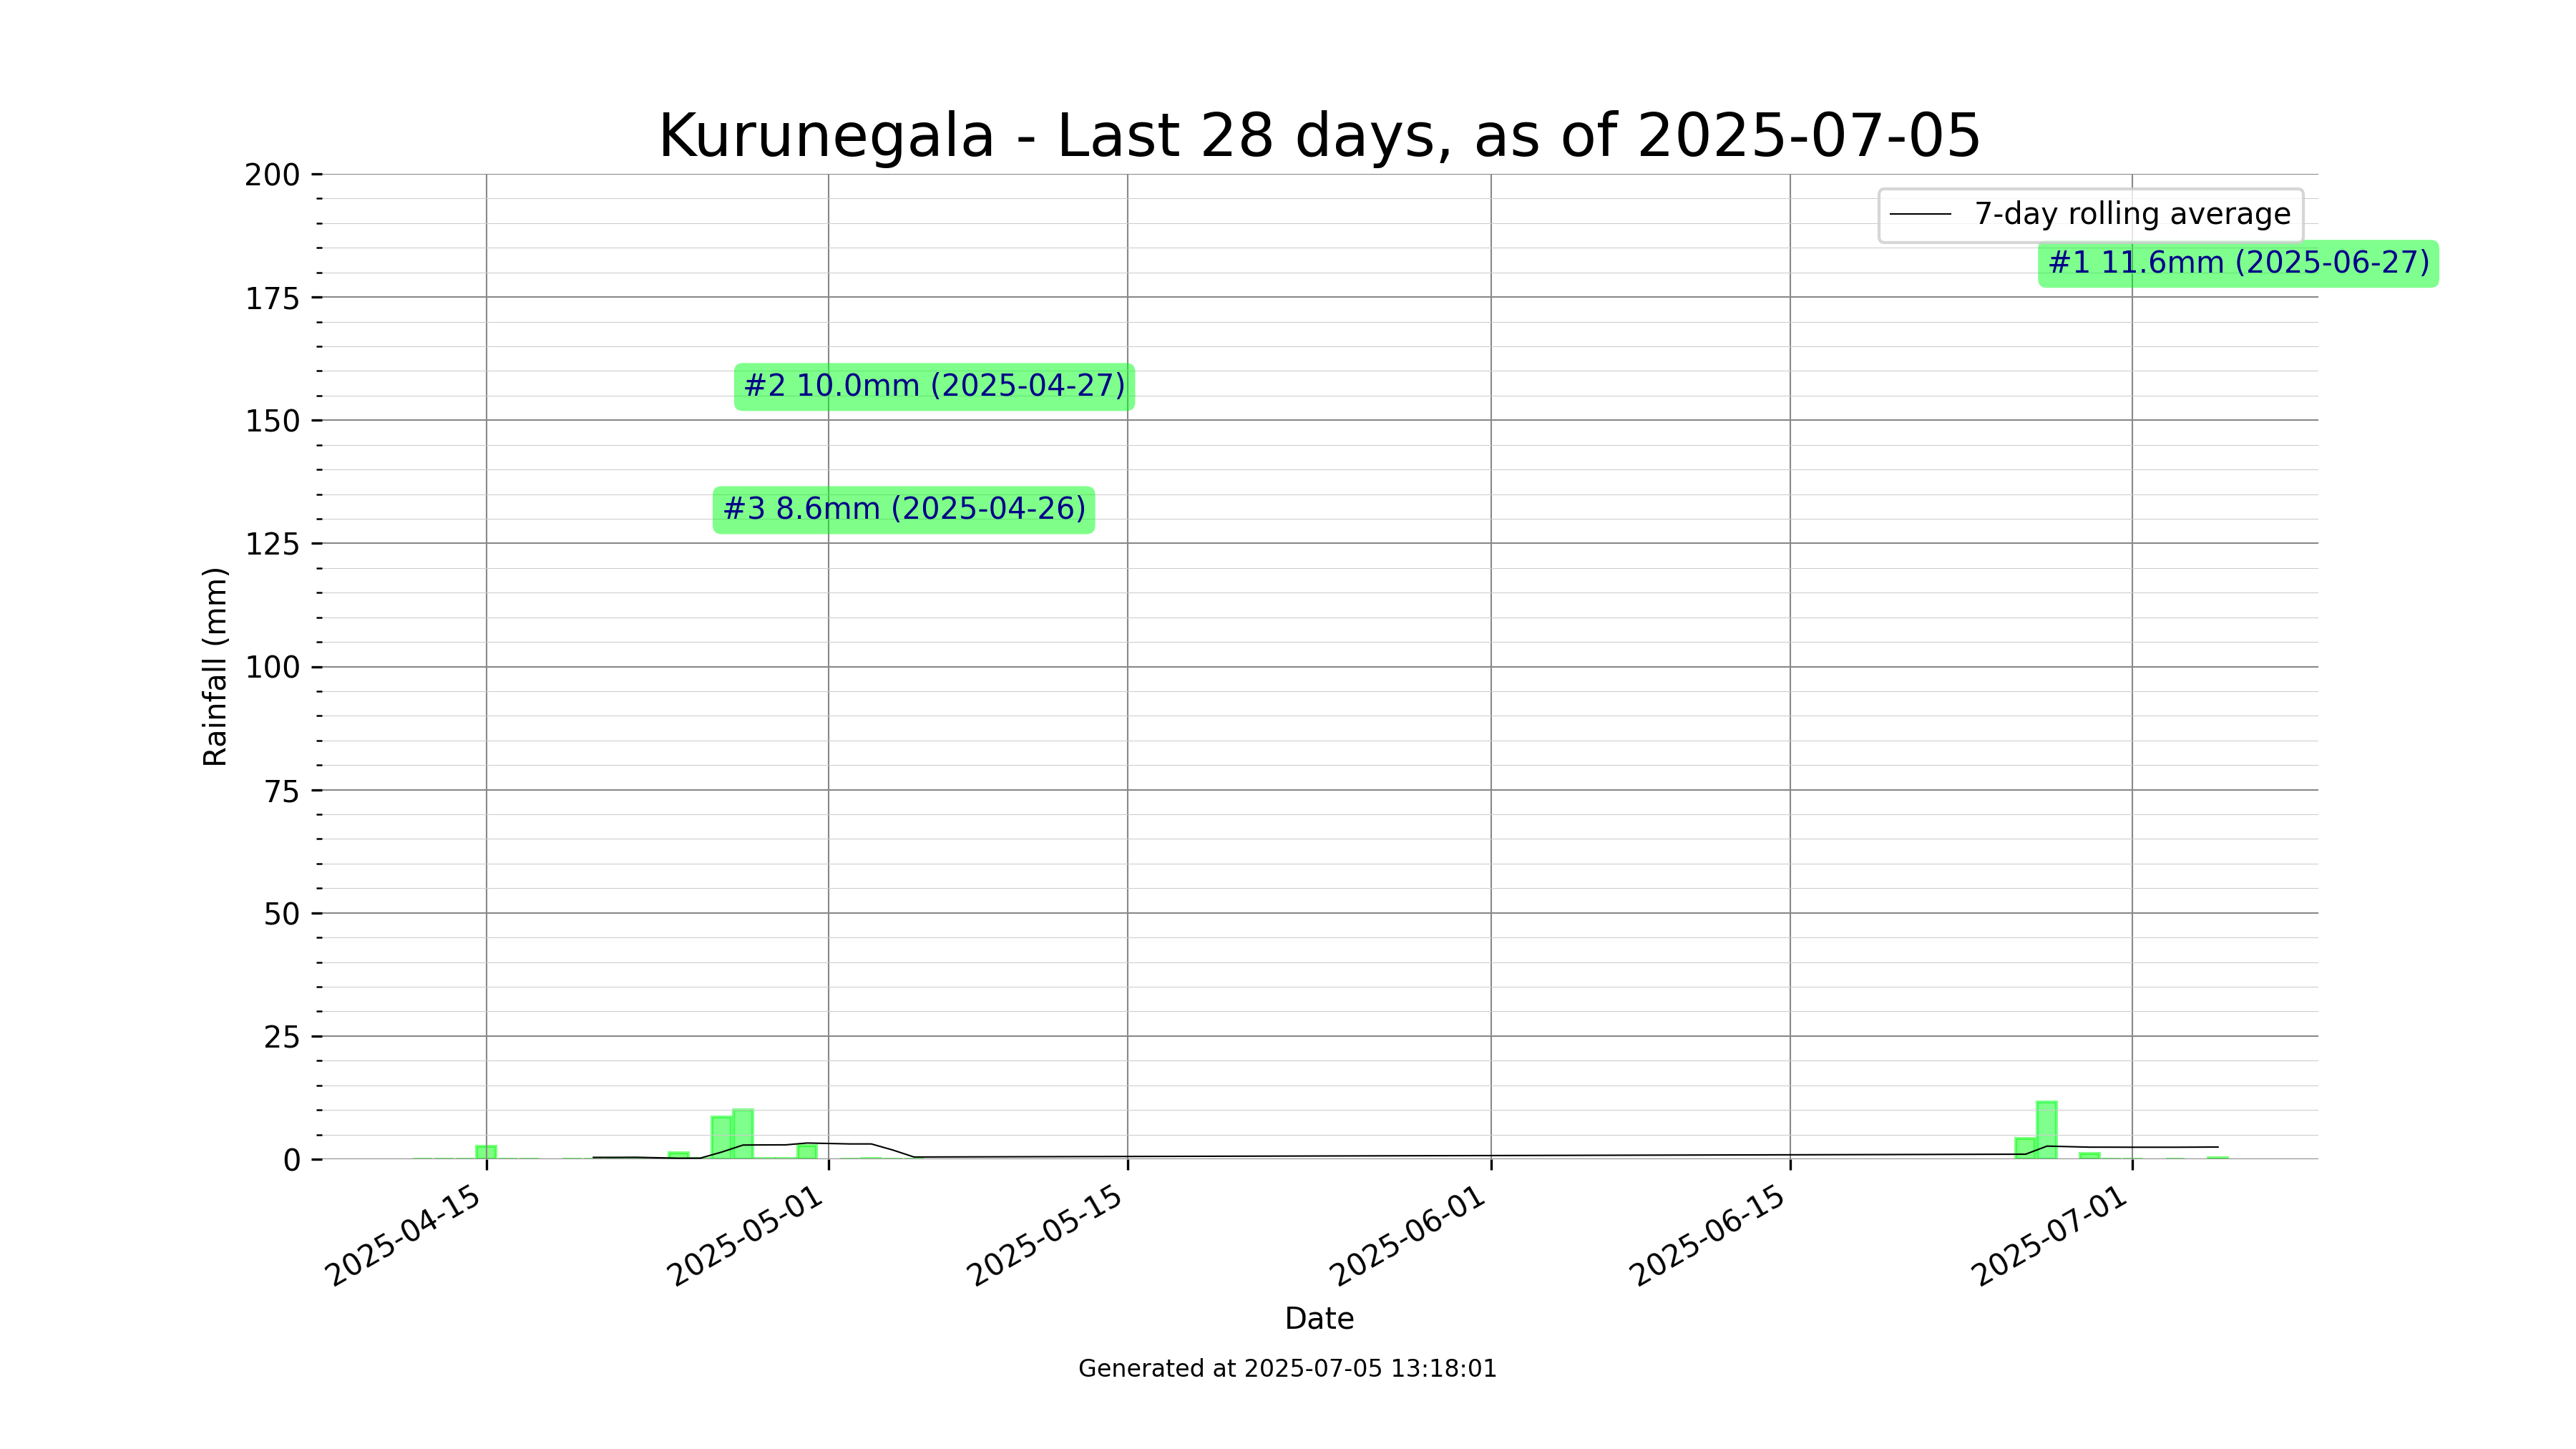 Kurunegala - Last 28 days, as of 2025-07-05
200
175
150
125
100
75
50
25
0
Rainfall (mm)
7-day rolling average
#1 11.6mm (2025-06-27)
#2 10.0mm (2025-04-27)
#3 8.6mm (2025-04-26)
2025-04-15
2025-05-01
2025-05-15
2025-06-01
2025-06-15
2025-07-01
Date
Generated at 2025-07-05 13:18:01